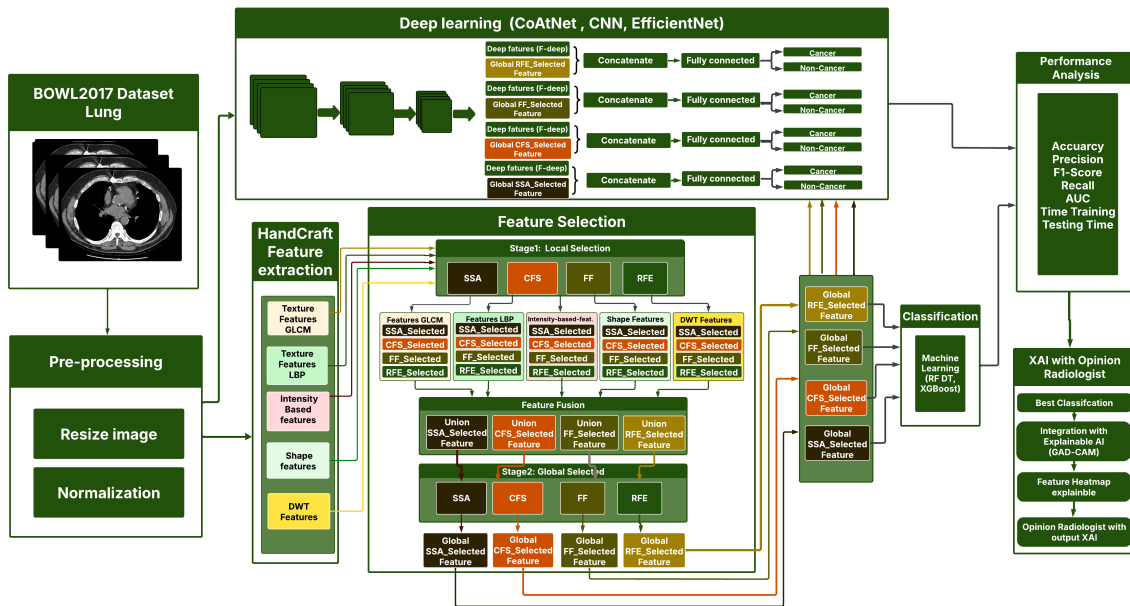 Deep learning (CoAtNet , CNN, EfficientNet)
Deep fatures (F-deep)
Global RFE_Selected
Feature
Concatenate
Fully connected
Cancer
Non-Cancer
Deep fatures (F-deep)
Global FF_Selected
Feature
Concatenate
Fully connected
Cancer
Non-Cancer
Deep fatures (F-deep)
Global CFS_Selected
Feature
Concatenate
Fully connected
Cancer
Non-Cancer
Deep fatures (F-deep)
Global SSA_Selected
Feature
Concatenate
Fully connected
Cancer
Non-Cancer
BOWL2017 Dataset
Lung
Pre-processing
Resize image
Normalization
HandCraft
Feature
extraction
Texture
Features
GLCM
Texture
Features
LBP
Intensity
Based
features
Shape
features
DWT
Features
Feature Selection
Stage1: Local Selection
SSA
CFS
FF
RFE
Features GLCM
SSA_Selected
CFS_Selected
FF_Selected
RFE_Selected
Features LBP
SSA_Selected
CFS_Selected
FF_Selected
RFE_Selected
Intensity-based-feat.
SSA_Selected
CFS_Selected
FF_Selected
RFE_Selected
Shape Features
SSA_Selected
CFS_Selected
FF_Selected
RFE_Selected
DWT Features
SSA_Selected
CFS_Selected
FF_Selected
RFE_Selected
Feature Fusion
Union
SSA_Selected
Feature
Union
CFS_Selected
Feature
Union
FF_Selected
Feature
Union
RFE_Selected
Feature
Stage2: Global Selected
SSA
CFS
FF
RFE
Global
SSA_Selected
Feature
Global
CFS_Selected
Feature
Global
FF_Selected
Feature
Global
RFE_Selected
Feature
Global
RFE_Selected
Feature
Global
FF_Selected
Feature
Global
CFS_Selected
Feature
Global
SSA_Selected
Feature
Classification
Machine
Learning
(RF DT,
XGBoost)
Performance
Analysis
Accuarcy
Precision
F1-Score
Recall
AUC
Time Training
Testing Time
XAI with Opinion
Radiologist
Best Classifcation
Integration with
Explainable AI
(GAD-CAM)
Feature Heatmap
explainble
Opinion Radiologist with
output XAI